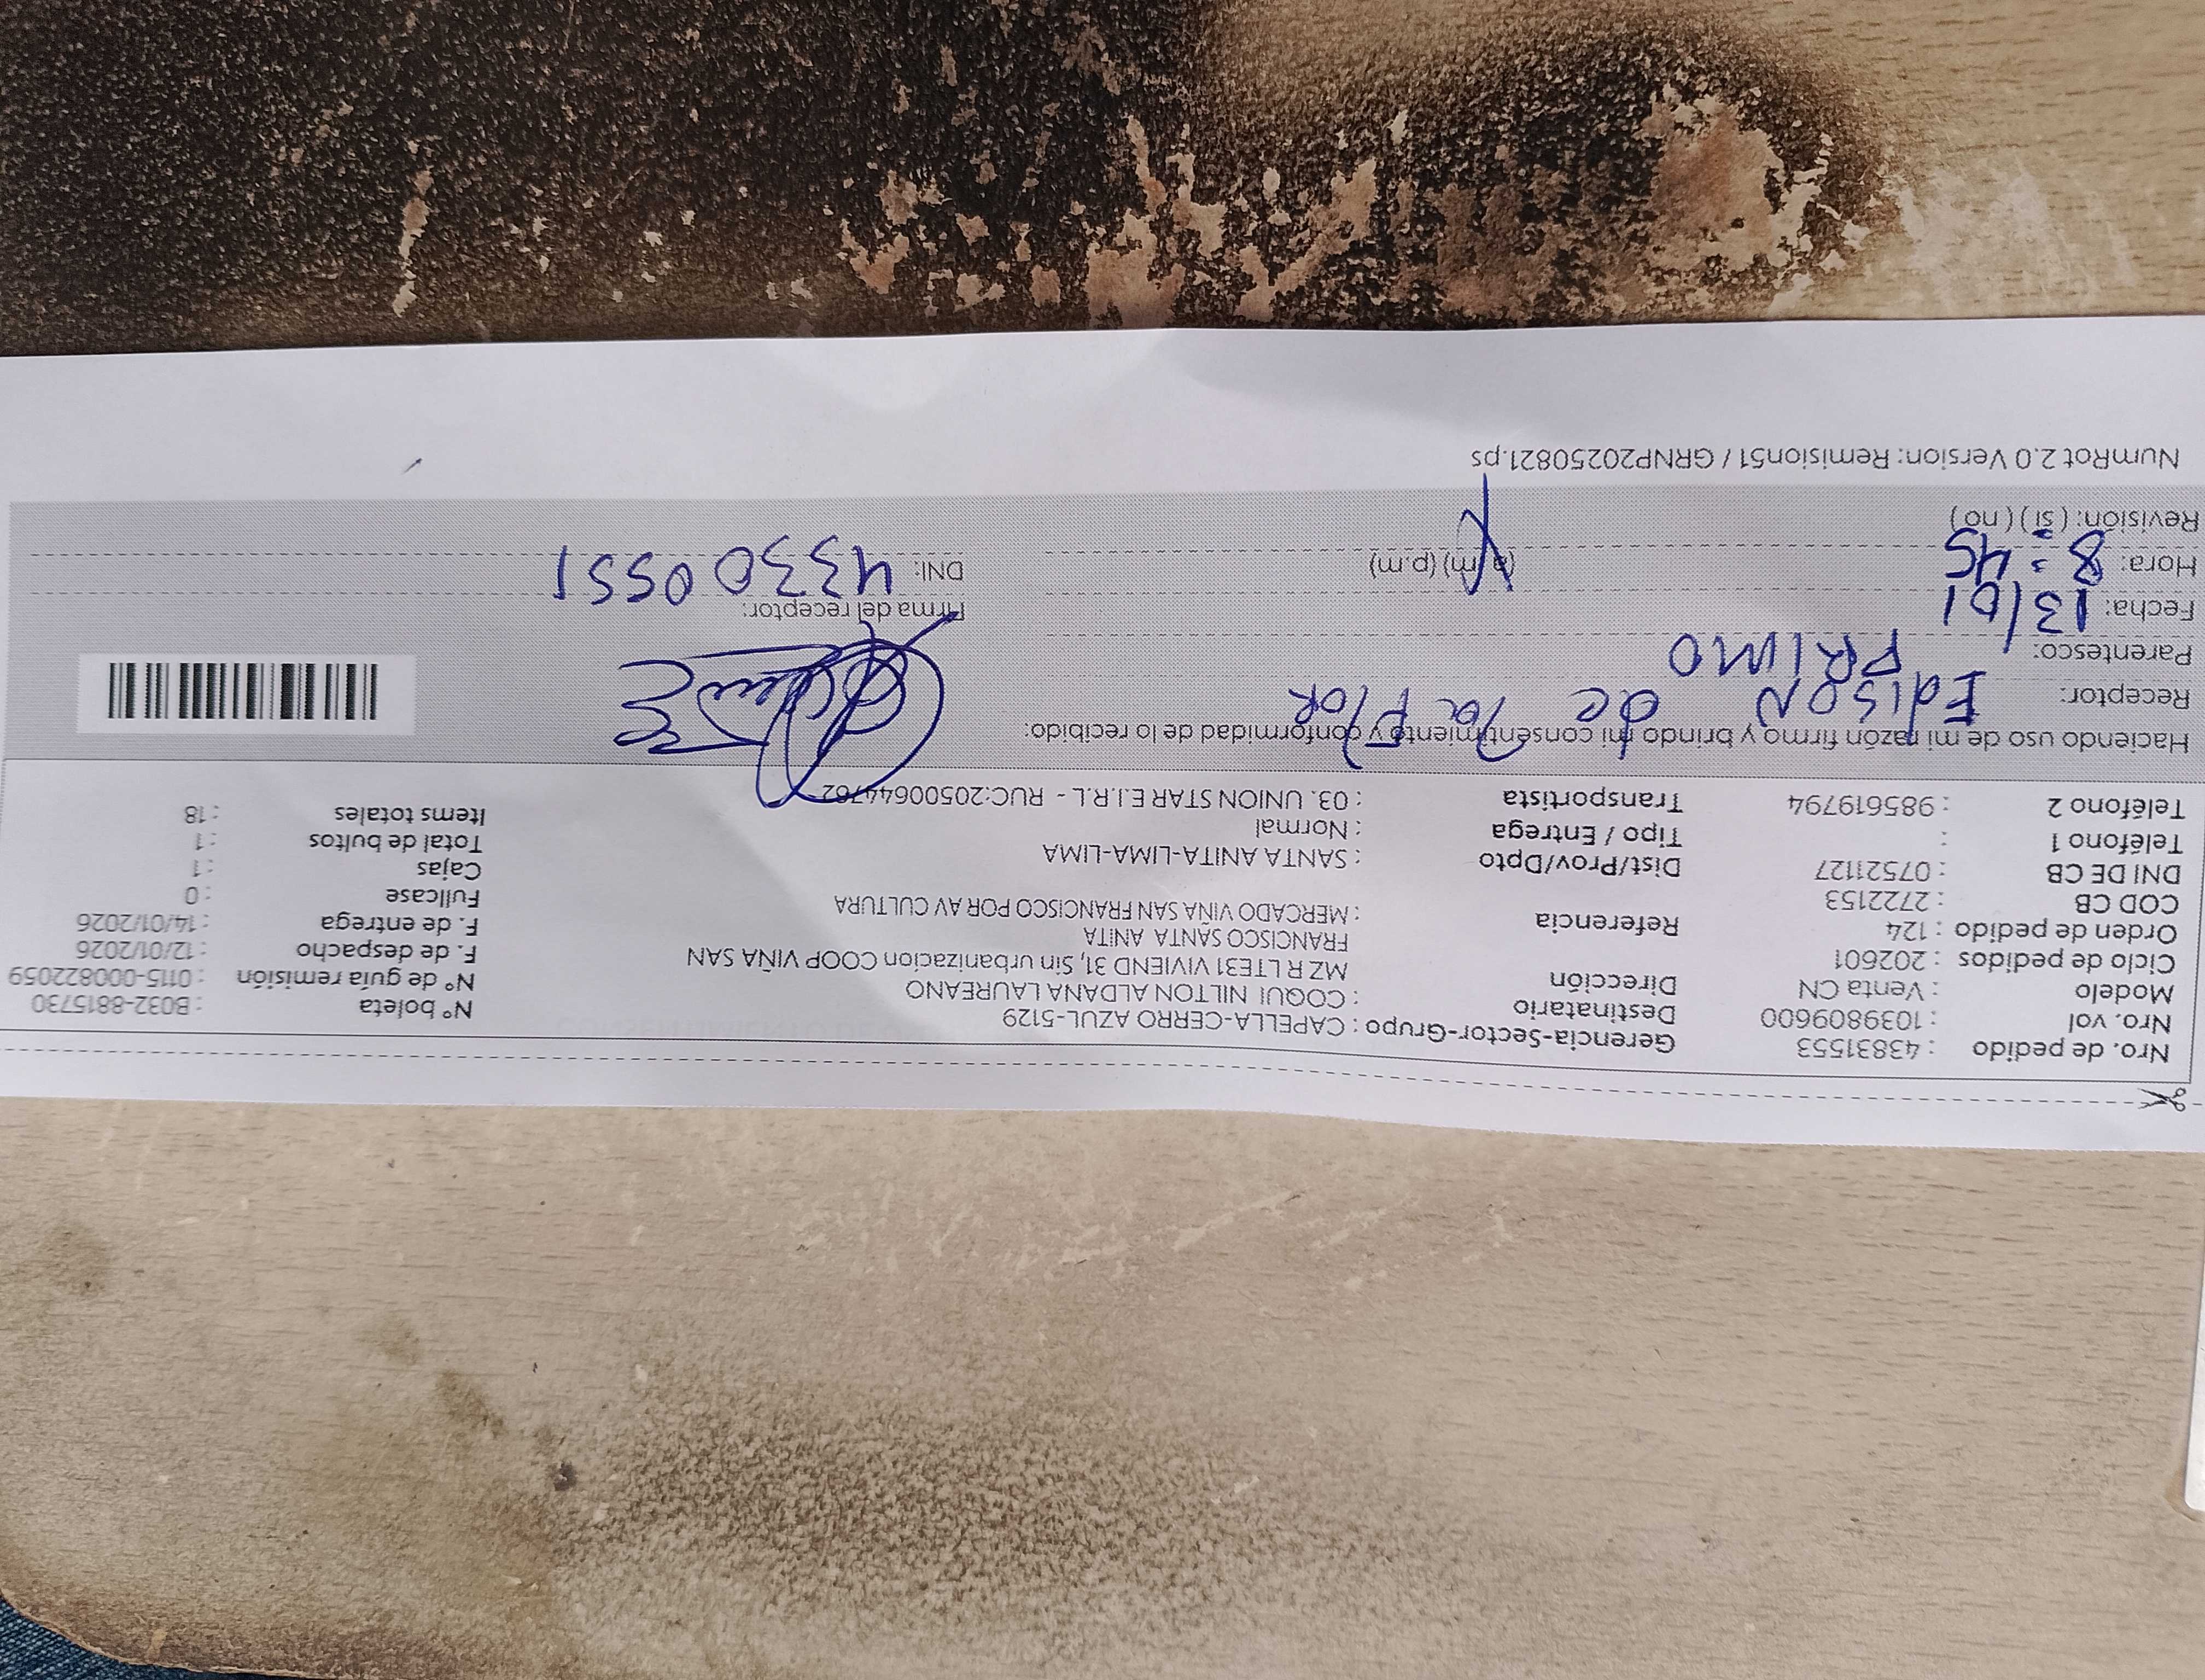 Nro. de pedido : 43831553 Gerencia-Sector-Grupo : CAPELLA-CERRO AZUL-5129 N° boleta : B032-8815730
Nro. vol : 1039809600 Destinatario : COQUI NILTON ALDANA LAUREANO N° de guía remisión : 0115-000822059
Modelo : Venta CN Dirección MZ R LTE31 VIVIEND 31, Sin urbanizacion COOP VIÑA SAN F. de despacho : 12/01/2026
Ciclo de pedidos : 202601 FRANCISCO SANTA ANITA F. de entrega : 14/01/2026
Orden de pedido : 124 Referencia : MERCADO VINA SAN FRANCISCO POR AV CULTURA Fullcase : 0
COD CB : 2722153 Cajas : 1
DNI DE CB : 07521127 Dist/Prov/Dpto : SANTA ANITA-LIMA-LIMA Total de bultos : 1
Teléfono 1 : Tipo / Entrega : Normal Items totales : 18
Teléfono 2 : 985619794 Transportista : 03. UNION STAR E.I.R.L - RUC:20500644762
Haciendo uso de mi razón firmo y brindo mi consentimiento y conformidad de lo recibido:
Receptor: Edison de la Flor
Parentesco: PRIMO
Firma del receptor:
Fecha: 13/01
Hora: 8:45 (a.m) (p.m) DNI: 43300551
Revisión: (si) (no)
NumRot 2.0 Version: Remision51 / GRNP20250821.ps